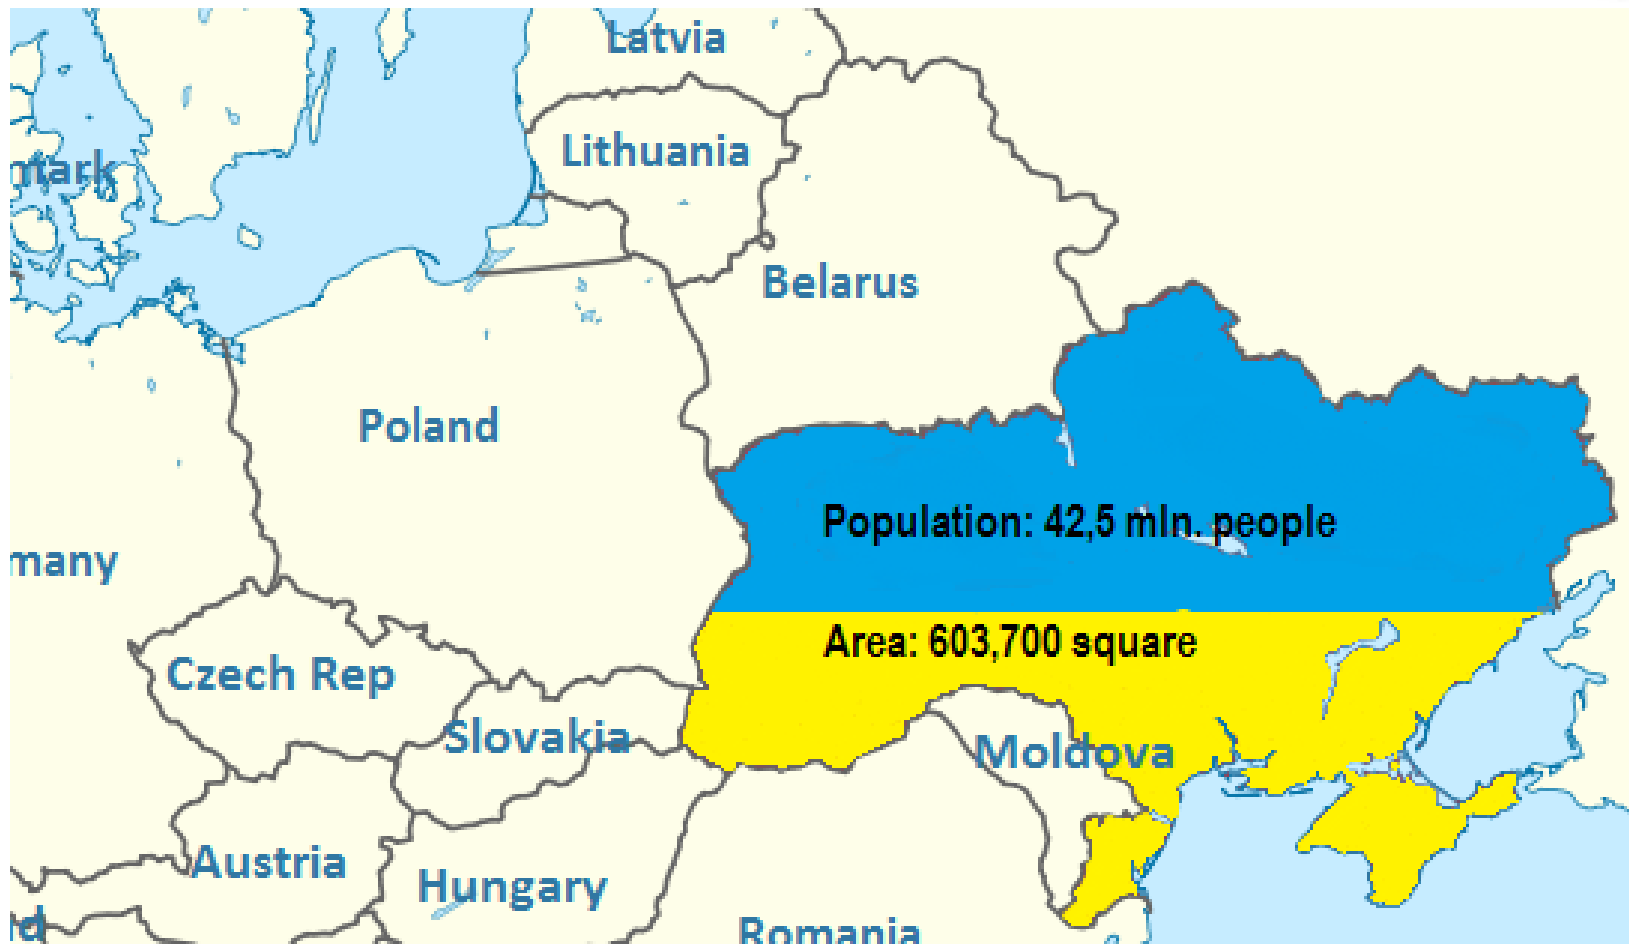 Latvia
Lithuania
mark
Belarus
Poland
Population: 42,5 mln. people
many
Area: 603,700 square
Czech Rep
Slovakia
Moldova
Austria
Hungary
Romania
d